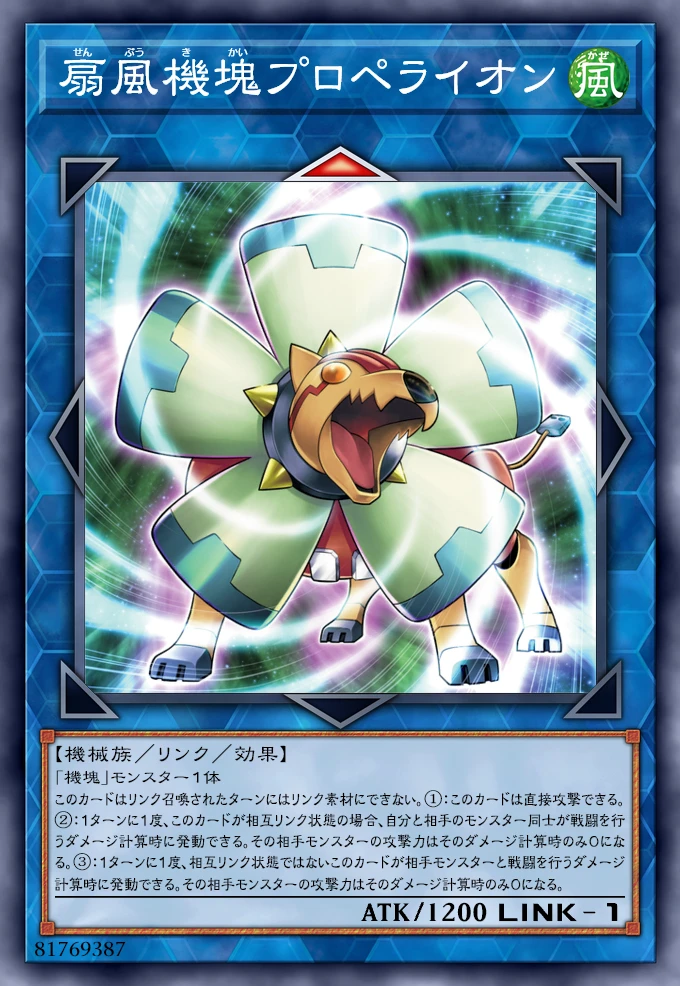 扇風機塊プロペライオン
ぜん ぷう き かい
風
かぜ
【機械族／リンク／効果】
「機塊」モンスター１体
このカードはリンク召喚されたターンにはリンク素材にできない。①：このカードは直接攻撃できる。
②：1ターンに1度、このカードが相互リンク状態の場合、自分と相手のモンスター同士が戦闘を行
うダメージ計算時に発動できる。その相手モンスターの攻撃力はそのダメージ計算時のみ0にな
る。③：1ターンに1度、相互リンク状態ではないこのカードが相手モンスターと戦闘を行うダメージ
計算時に発動できる。その相手モンスターの攻撃力はそのダメージ計算時のみ0になる。
ATK/1200 LINK－1
81769387